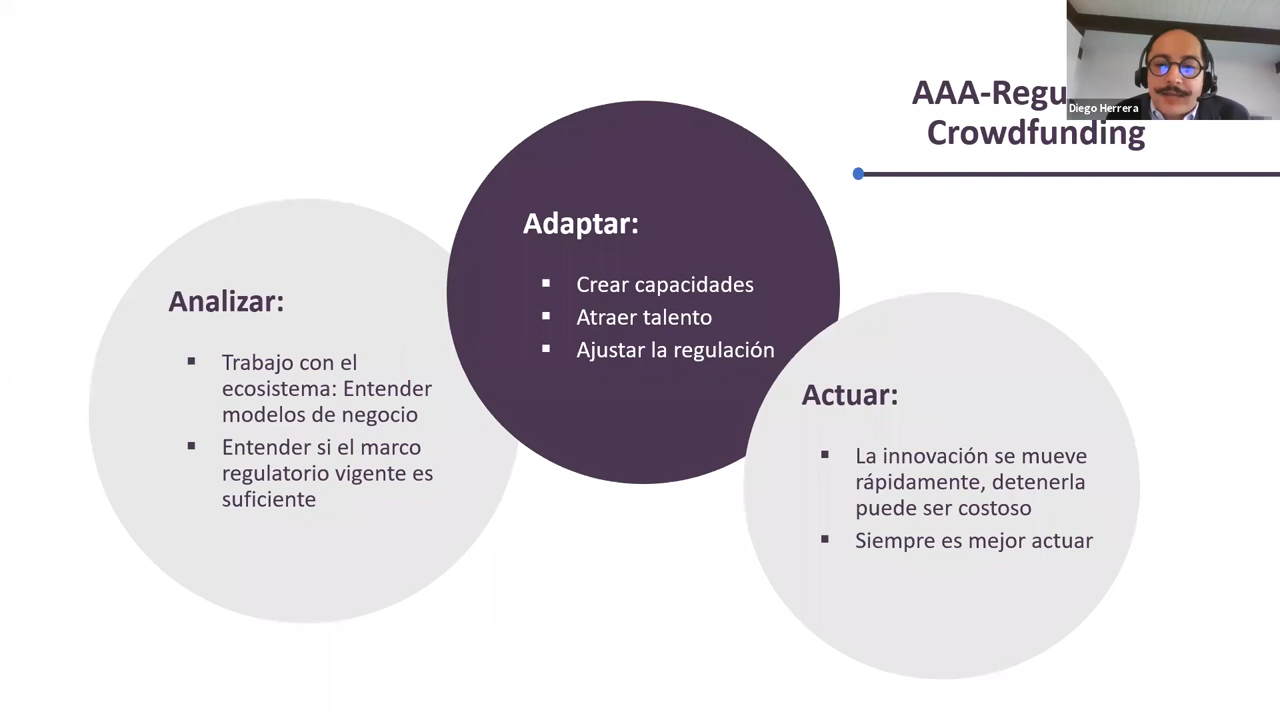 AAA-Regu
Crowdfunding
Diego Herrera
Analizar:
▪ Trabajo con el
ecosistema: Entender
modelos de negocio
▪ Entender si el marco
regulatorio vigente es
suficiente
Adaptar:
▪ Crear capacidades
▪ Atraer talento
▪ Ajustar la regulación
Actuar:
▪ La innovación se mueve
rápidamente, detenerla
puede ser costoso
▪ Siempre es mejor actuar